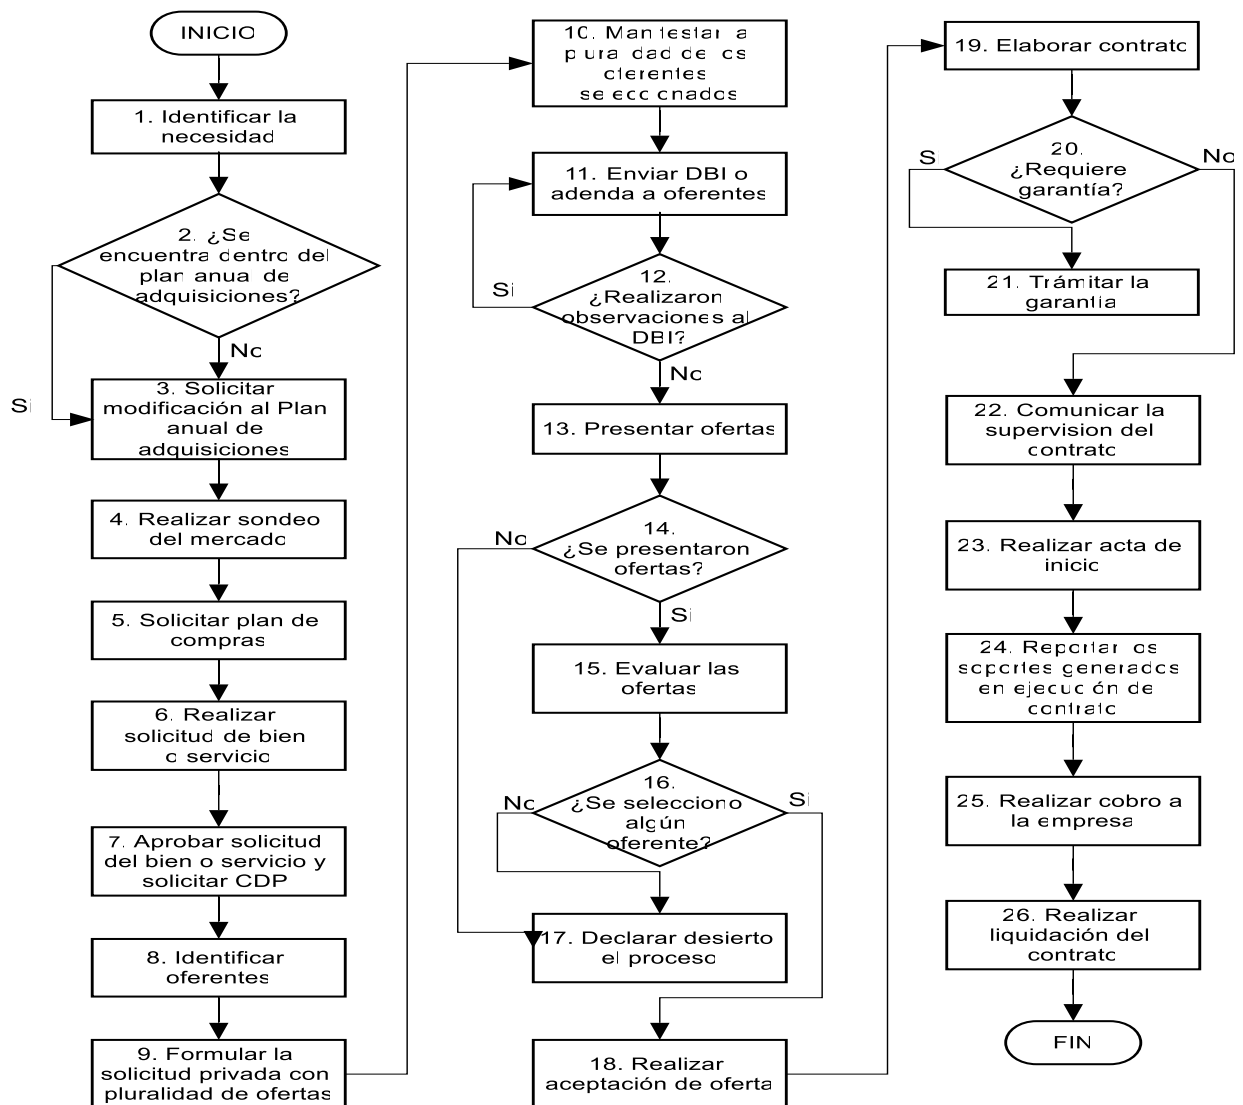 INICIO
1. Identificar la
necesidad
2. ¿Se
encuentra dentro del
plan anual de
adquisiciones?
No
Si
3. Solicitar
modificación al Plan
anual de
adquisiciones
4. Realizar sondeo
del mercado
5. Solicitar plan de
compras
6. Realizar
solicitud de bien
o servicio
7. Aprobar solicitud
del bien o servicio y
solicitar CDP
8. Identificar
oferentes
9. Formular la
solicitud privada con
pluralidad de ofertas
10. Manifestar la
pluralidad de los
oferentes
seleccionados
11. Enviar DBI o
adenda a oferentes
12.
¿Realizaron
observaciones al
DBI?
Si
No
13. Presentar ofertas
14.
¿Se presentaron
ofertas?
No
Si
15. Evaluar las
ofertas
16.
¿Se selecciono
algún
oferente?
No
Si
17. Declarar desierto
el proceso
18. Realizar
aceptación de oferta
19. Elaborar contrato
20.
¿Requiere
garantía?
Si
No
21. Trámitar la
garantía
22. Comunicar la
supervision del
contrato
23. Realizar acta de
inicio
24. Reportar los
soportes generados
en ejecución de
contrato
25. Realizar cobro a
la empresa
26. Realizar
liquidación del
contrato
FIN